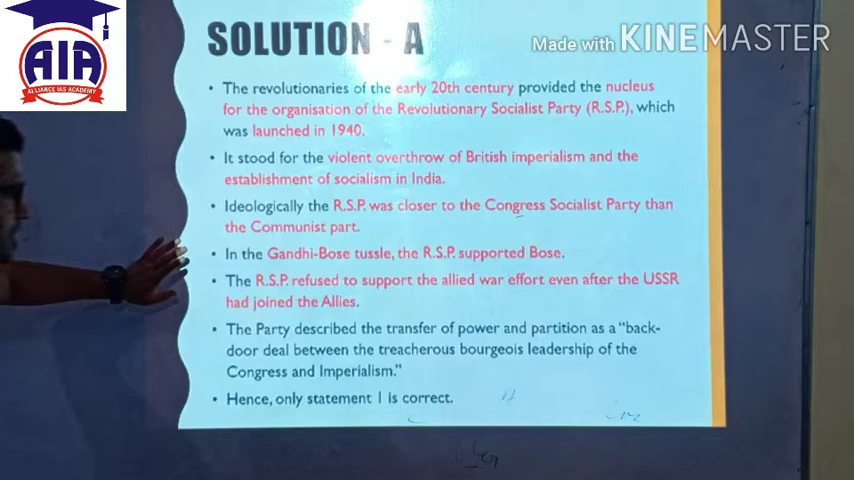 AIA
ALLIANCE IAS ACADEMY
Made with KINEMASTER
SOLUTION - A
• The revolutionaries of the early 20th century provided the nucleus
for the organisation of the Revolutionary Socialist Party (R.S.P.), which
was launched in 1940.
• It stood for the violent overthrow of British imperialism and the
establishment of socialism in India.
• Ideologically the R.S.P. was closer to the Congress Socialist Party than
the Communist part.
• In the Gandhi-Bose tussle, the R.S.P. supported Bose.
• The R.S.P. refused to support the allied war effort even after the USSR
had joined the Allies.
• The Party described the transfer of power and partition as a “back-
door deal between the treacherous bourgeois leadership of the
Congress and Imperialism.”
• Hence, only statement 1 is correct.